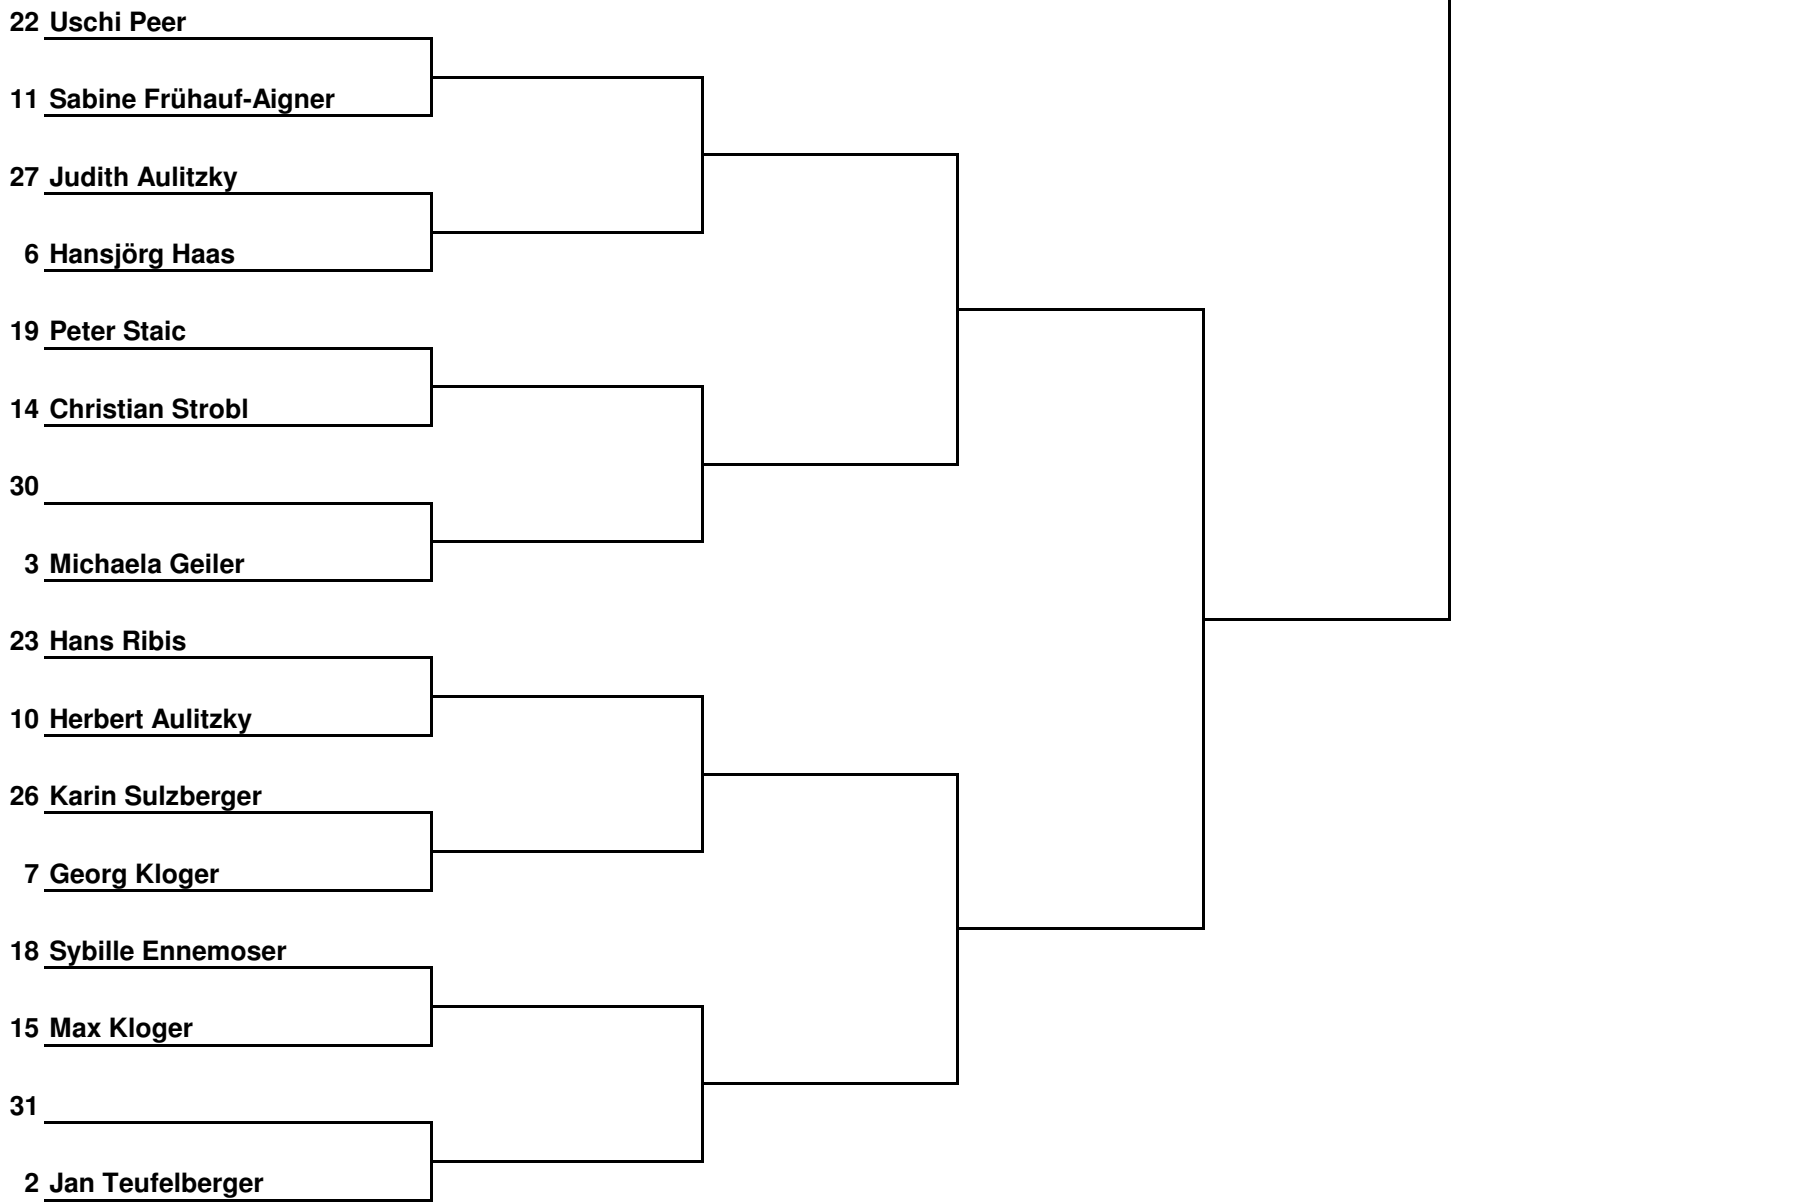 22 Uschi Peer
11 Sabine Frühauf-Aigner
27 Judith Aulitzky
6 Hansjörg Haas
19 Peter Staic
14 Christian Strobl
30
3 Michaela Geiler
23 Hans Ribis
10 Herbert Aulitzky
26 Karin Sulzberger
7 Georg Kloger
18 Sybille Ennemoser
15 Max Kloger
31
2 Jan Teufelberger